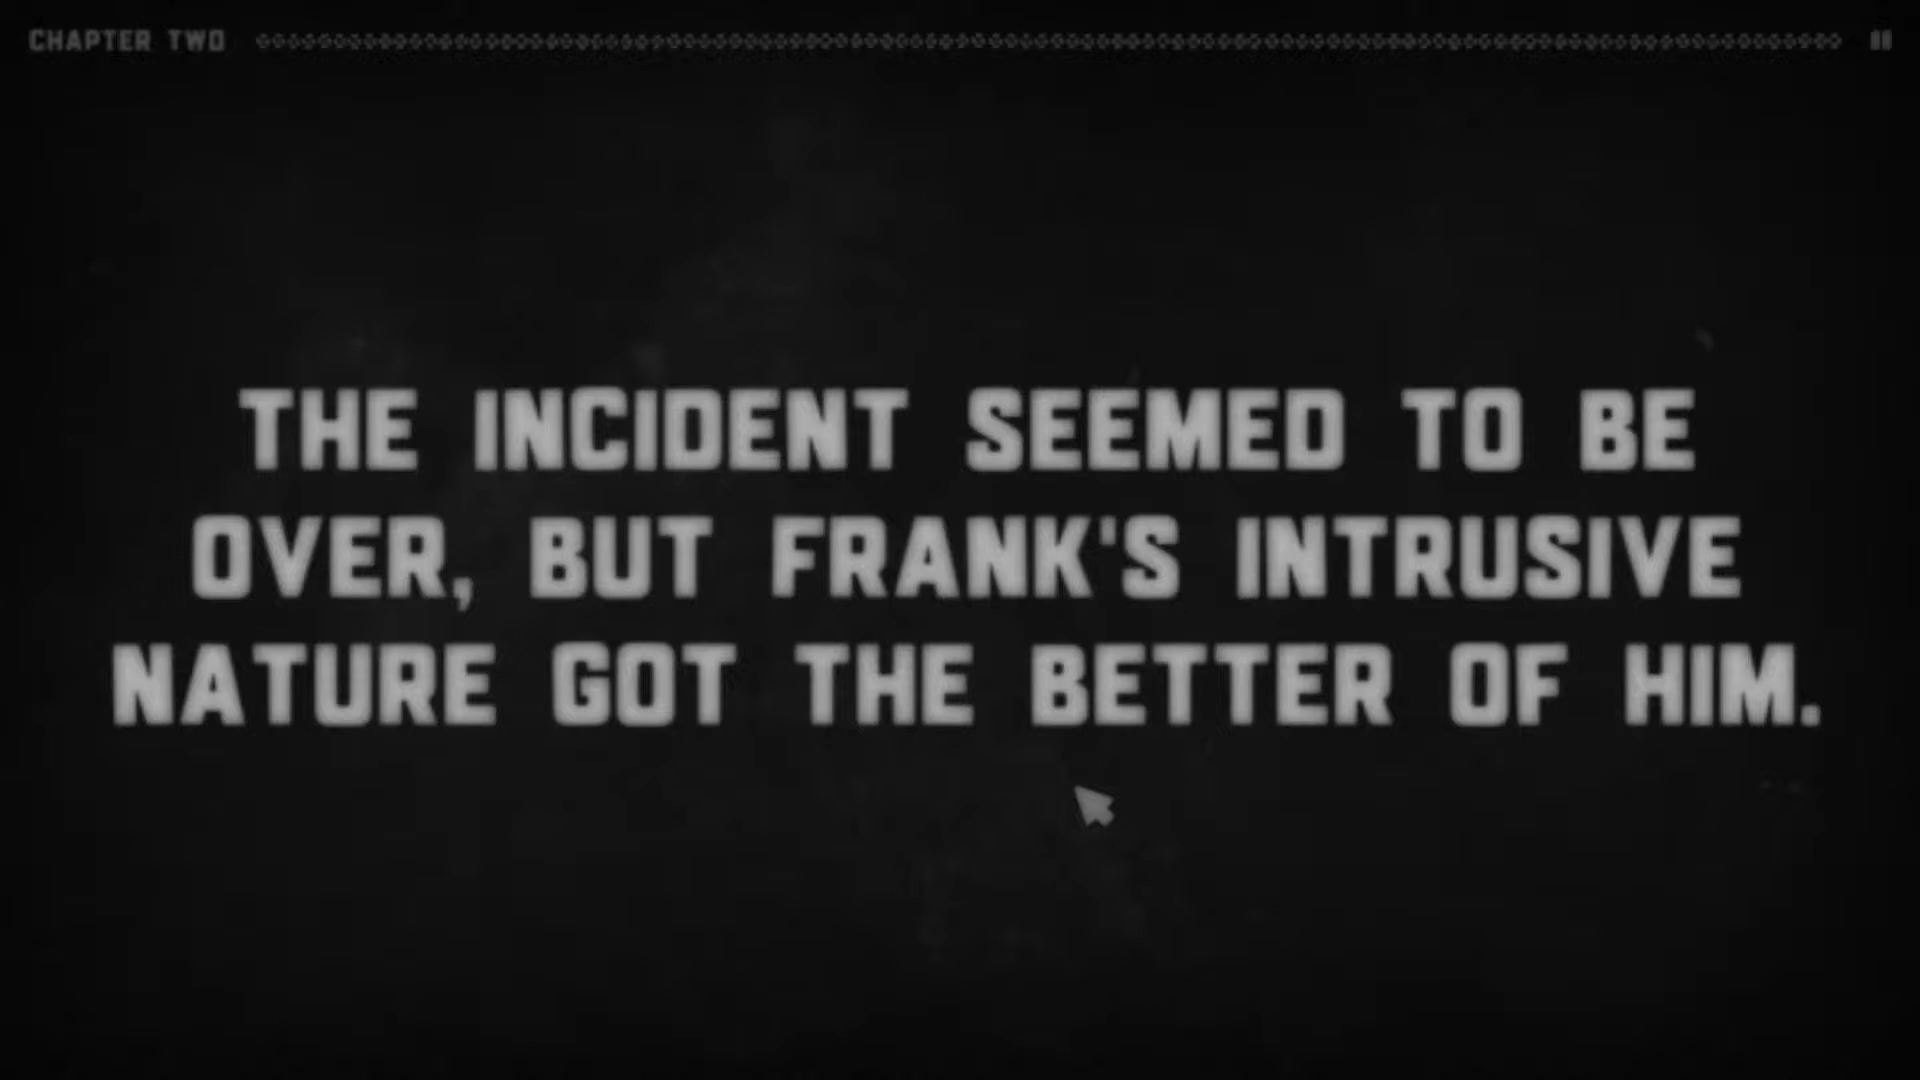 CHAPTER TWO
THE INCIDENT SEEMED TO BE
OVER, BUT FRANK'S INTRUSIVE
NATURE GOT THE BETTER OF HIM.